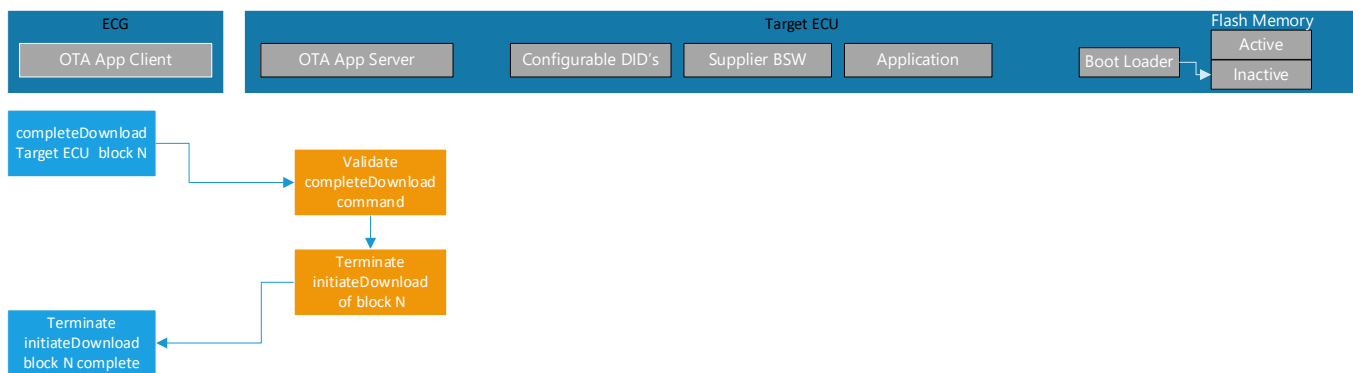 ECG
Target ECU
Flash Memory
OTA App Client
OTA App Server
Configurable DID's
Supplier BSW
Application
Boot Loader
Active
Inactive
completeDownload
Target ECU block N
Validate
completeDownload
command
Terminate
initiateDownload
of block N
Terminate
initiateDownload
block N complete